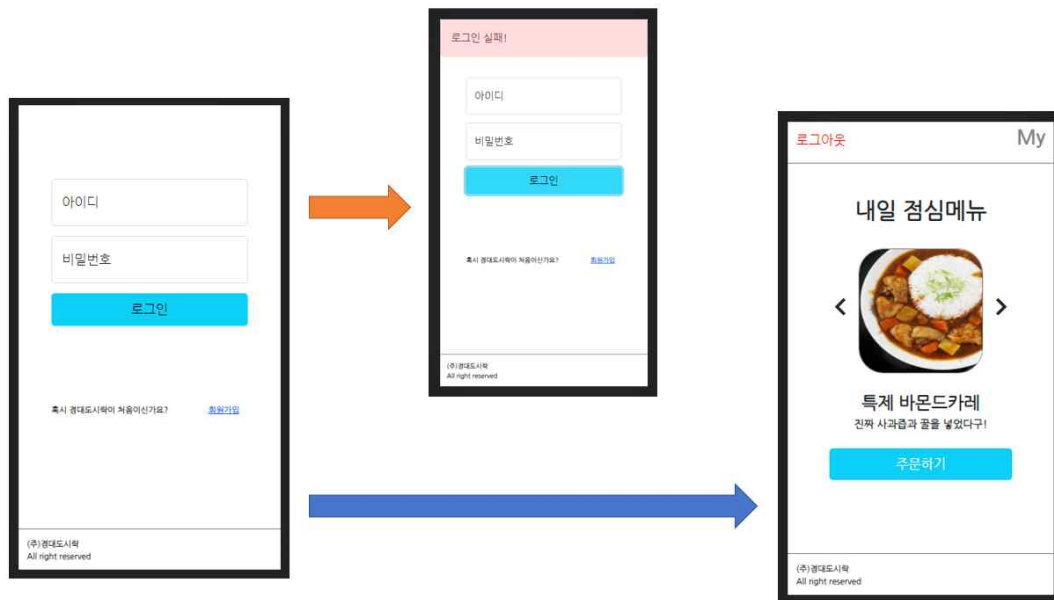 아이디
비밀번호
로그인
혹시 경대도시락이 처음이신가요? 회원가입
(주)경대도시락
All right reserved
로그인 실패!
아이디
비밀번호
로그인
혹시 경대도시락이 처음이신가요? 회원가입
(주)경대도시락
All right reserved
로그아웃 My
내일 점심메뉴
특제 바몬드카레
진짜 사과즙과 꿀을 넣었다구!
주문하기
(주)경대도시락
All right reserved